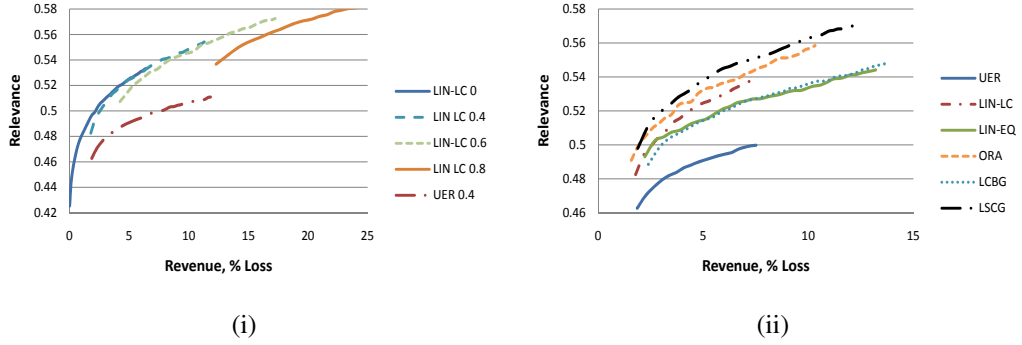 0.58
0.56
0.54
0.52
0.5
0.48
0.46
0.44
0.42
Relevance
0 5 10 15 20 25
Revenue, % Loss
LIN-LC 0
LIN LC 0.4
LIN-LC 0.6
LIN LC 0.8
UER 0.4
(i)
0.58
0.56
0.54
0.52
0.5
0.48
0.46
Relevance
0 5 10 15
Revenue, % Loss
UER
LIN-LC
LIN-EQ
ORA
LCBG
LSCG
(ii)